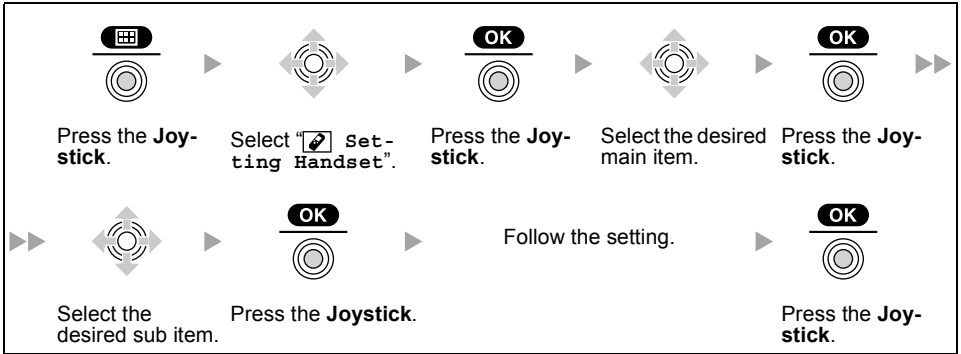 OK
OK
Press the Joy-
stick.
Select “ Set-
ting Handset”.
Press the Joy-
stick.
Select the desired
main item.
Press the Joy-
stick.
OK
Follow the setting.
OK
Select the
desired sub item.
Press the Joystick.
Press the Joy-
stick.